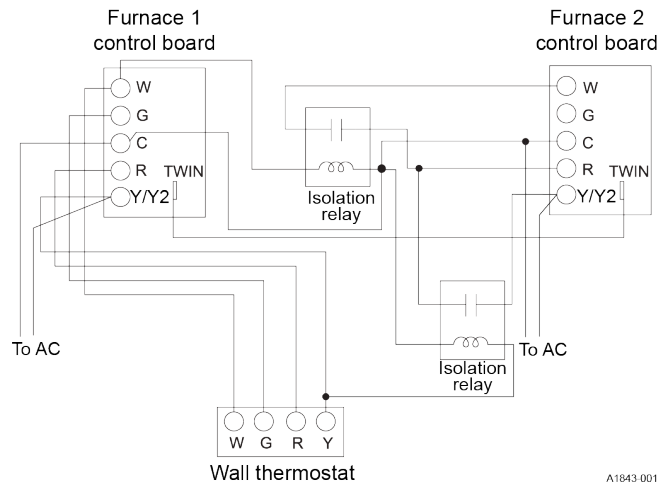 Furnace 1
control board
W
G
C
R
TWIN
Y/Y2
To AC
Isolation
relay
Furnace 2
control board
W
G
C
R
TWIN
Y/Y2
To AC
Isolation
relay
W G R Y
Wall thermostat
A1843-001